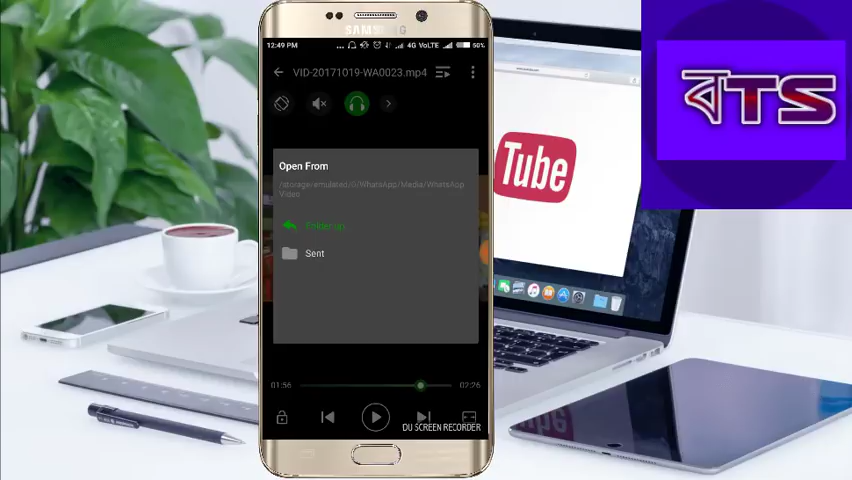 SAMSUNG
12:49 PM
... 4G VoLTE 50%
VID-20171019-WA0023.mp4
Open From
/storage/emulated/0/WhatsApp/Media/WhatsApp
Video
Folder up
Sent
01:56
02:26
DU SCREEN RECORDER
Tube
বTS